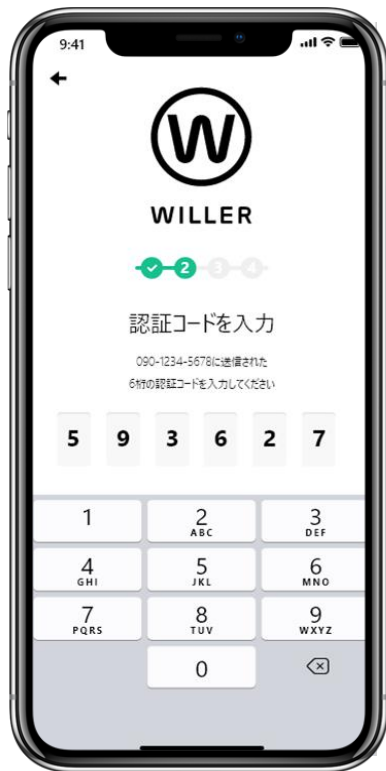 9:41
W
WILLER
2 3 4
認証コードを入力
090-1234-5678に送信された
6桁の認証コードを入力してください
5 9 3 6 2 7
1 2 3
ABC DEF
4 5 6
GHI JKL MNO
7 8 9
PQRS TUV WXYZ
0